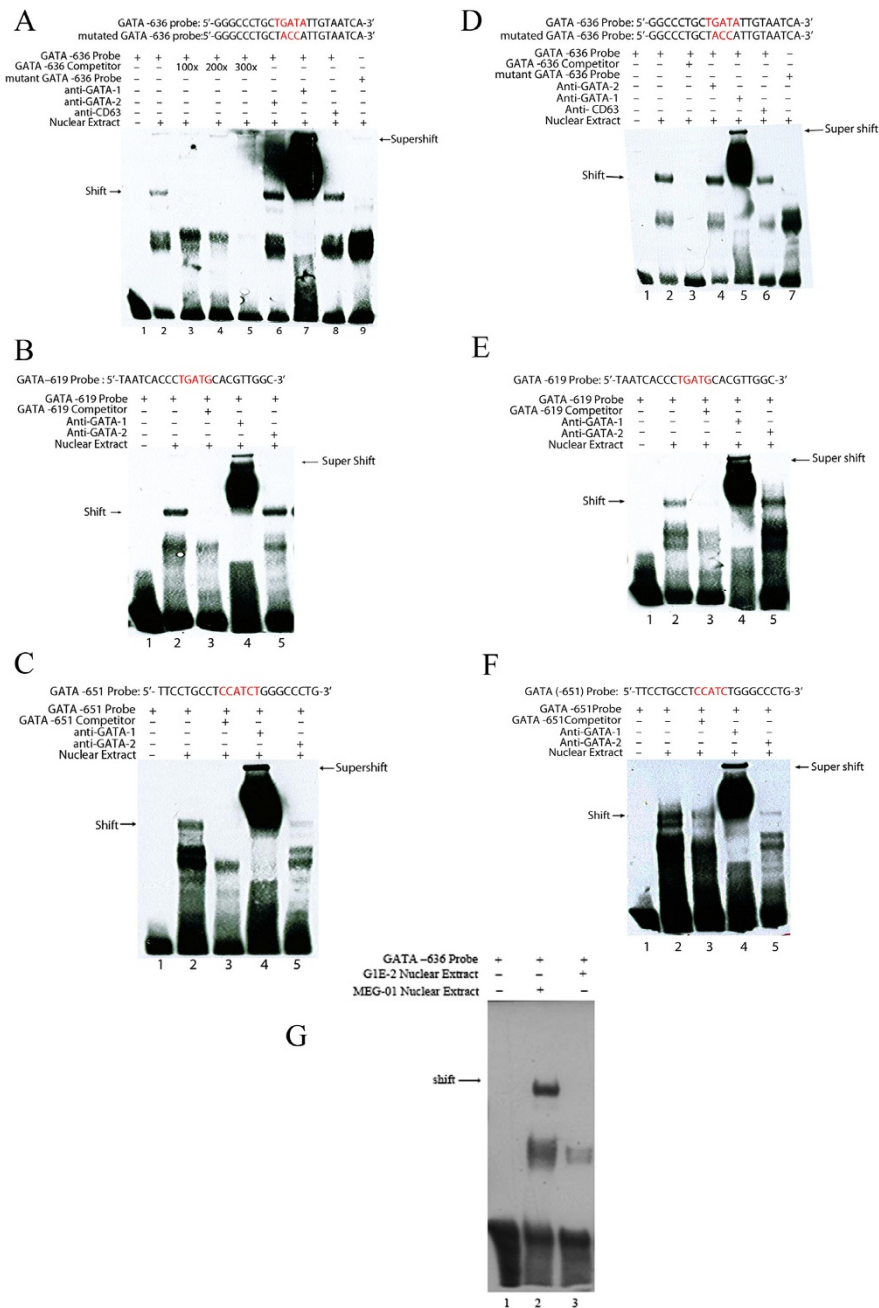 A
GATA -636 probe: 5′-GGGCCCTGCTGATATTGTAATCA-3′
mutated GATA -636 probe:5′-GGGCCCTGCTACCATTGTAATCA-3′
GATA -636 Probe + + + + + + + + –
GATA -636 Competitor – – 100x 200x 300x – – – –
mutant GATA -636 Probe – – – – – – – – +
anti-GATA-1 – – – – – – + – –
anti-GATA-2 – – – – – + – – –
anti-CD63 – – – – – – – + –
Nuclear Extract – + + + + + + + +
Supershift
Shift
1 2 3 4 5 6 7 8 9
D
GATA -636 Probe: 5′-GGCCCTGCTGATATTGTAATCA-3′
mutated GATA -636 Probe: 5′-GGCCCTGCTACCATTGTAATCA-3′
GATA -636 Probe + + + + + + –
GATA -636 Competitor – – + – – – –
mutant GATA -636 Probe – – – – – – +
Anti-GATA-2 – – – + – – –
Anti-GATA-1 – – – – + – –
Anti-CD63 – – – – – + –
Nuclear Extract – + + + + + +
Super shift
Shift
1 2 3 4 5 6 7
B
GATA–619 Probe : 5′-TAATCACCCTGATGCACGTTGGC-3′
GATA -619 Probe + + + + +
GATA -619 Competitor – – + – –
Anti-GATA-1 – – – + –
Anti-GATA-2 – – – – +
Nuclear Extract – + + + +
Super Shift
Shift
1 2 3 4 5
E
GATA–619 Probe: 5′-TAATCACCCTGATGCACGTTGGC-3′
GATA -619 Probe + + + + +
GATA -619 Competitor – – + – –
Anti-GATA-1 – – – + –
Anti-GATA-2 – – – – +
Nuclear Extract – + + + +
Super shift
Shift
1 2 3 4 5
C
GATA -651 Probe: 5′- TTCCTGCCTCCATCTGGGCCCTG-3′
GATA -651 Probe + + + + +
GATA -651 Competitor – – + – –
anti-GATA-1 – – – + –
anti-GATA-2 – – – – +
Nuclear Extract – + + + +
Supershift
Shift
1 2 3 4 5
F
GATA (-651) Probe: 5′-TTCCTGCCTCCATCTGGGCCCTG-3′
GATA -651Probe + + + + +
GATA -651Competitor – – + – –
Anti-GATA-1 – – – + –
Anti-GATA-2 – – – – +
Nuclear Extract – + + + +
Super shift
Shift
1 2 3 4 5
G
GATA –636 Probe + + +
G1E-2 Nuclear Extract – – +
MEG-01 Nuclear Extract – + –
shift
1 2 3